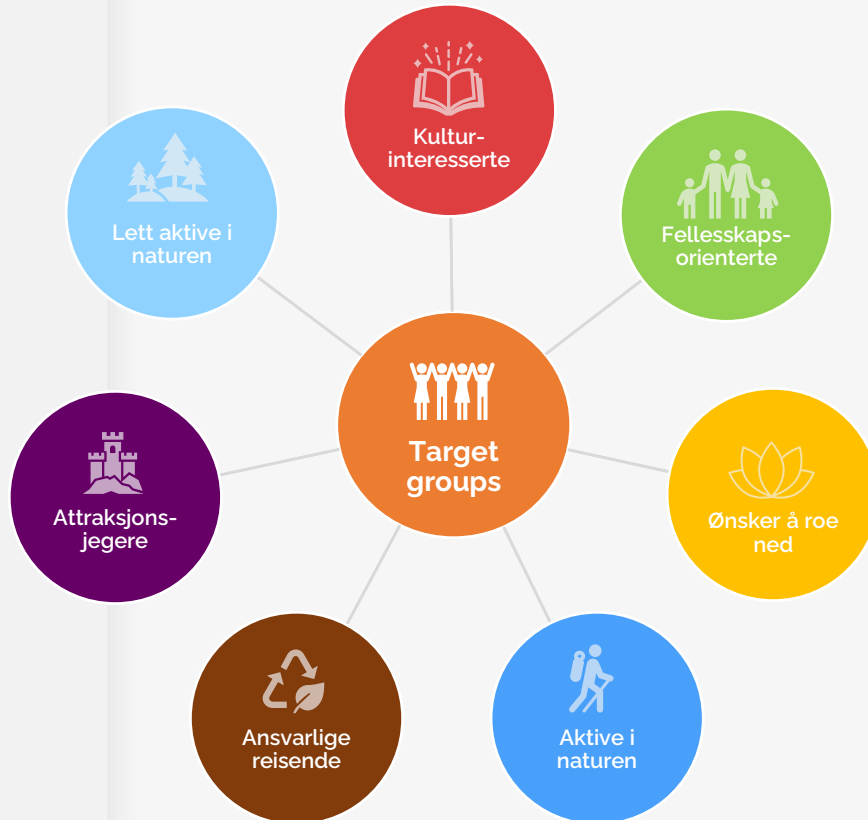 Kultur-
interesserte
Lett aktive i
naturen
Fellesskaps-
orienterte
Target
groups
Attraksjons-
jegere
Ønsker å roe
ned
Ansvarlige
reisende
Aktive i
naturen